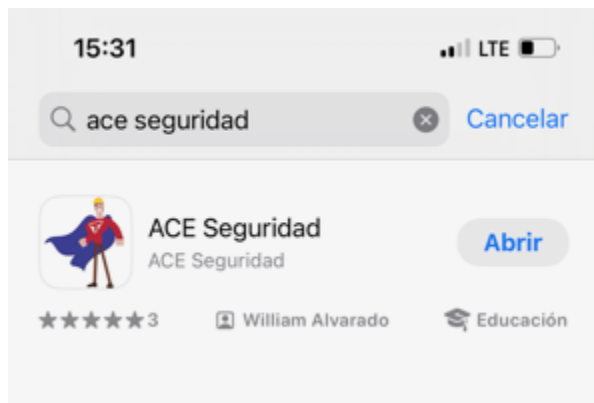 15:31 LTE
ace seguridad Cancelar
ACE Seguridad
ACE Seguridad
Abrir
3 William Alvarado Educación